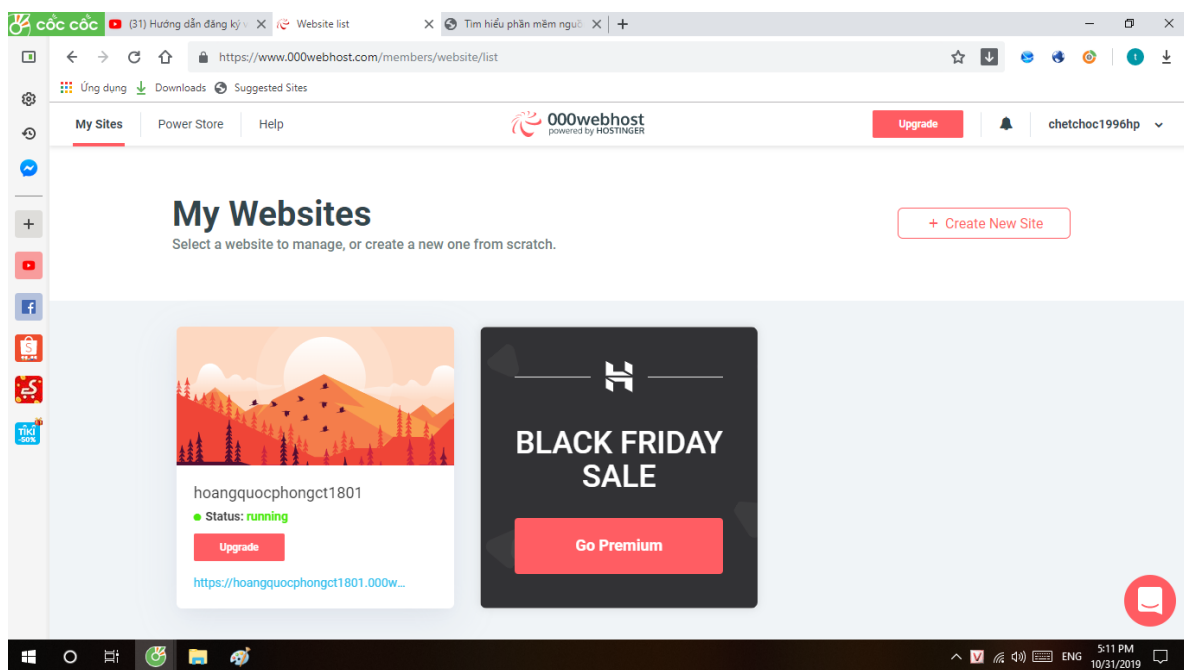 cốc cốc
(31) Hướng dẫn đăng ký v
Website list
Tìm hiểu phần mềm nguồ
https://www.000webhost.com/members/website/list
t
Ứng dụng
Downloads
Suggested Sites
My Sites
Power Store
Help
000webhost
powered by HOSTINGER
Upgrade
chetchoc1996hp
My Websites
+ Create New Site
Select a website to manage, or create a new one from scratch.
TIKI
-50%
BLACK FRIDAY
SALE
Go Premium
hoangquocphongct1801
Status: running
Upgrade
https://hoangquocphongct1801.000w...
V
ENG
5:11 PM
10/31/2019